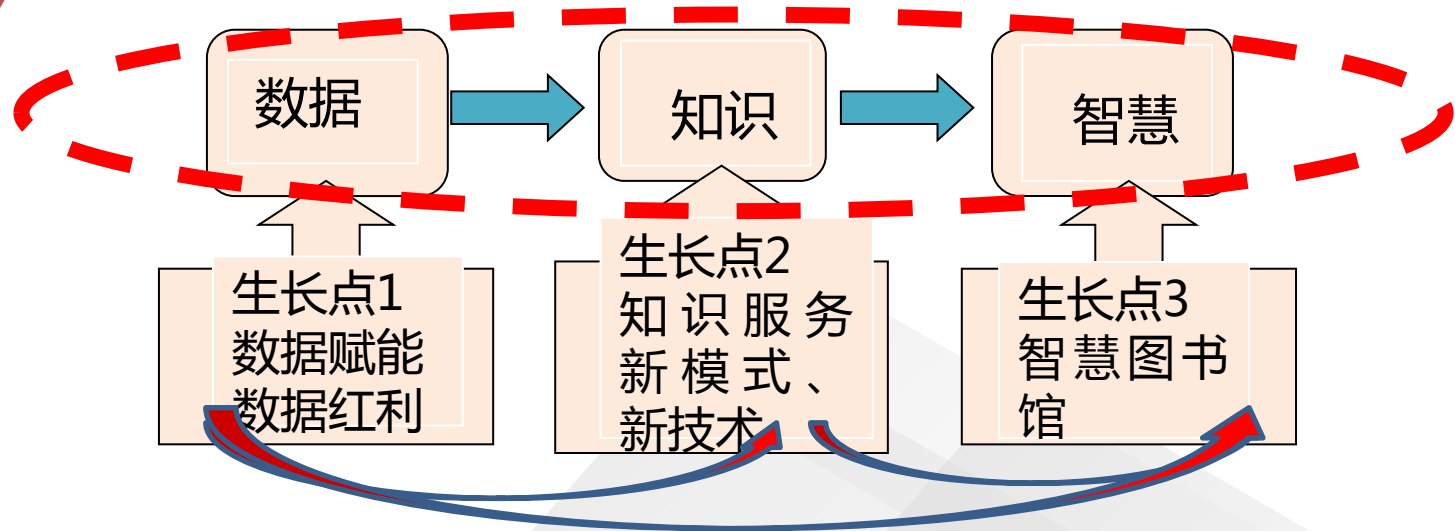 数据
知识
智慧
生长点1
数据赋能
数据红利
生长点2
知识服务
新模式、
新技术
生长点3
智慧图书
馆